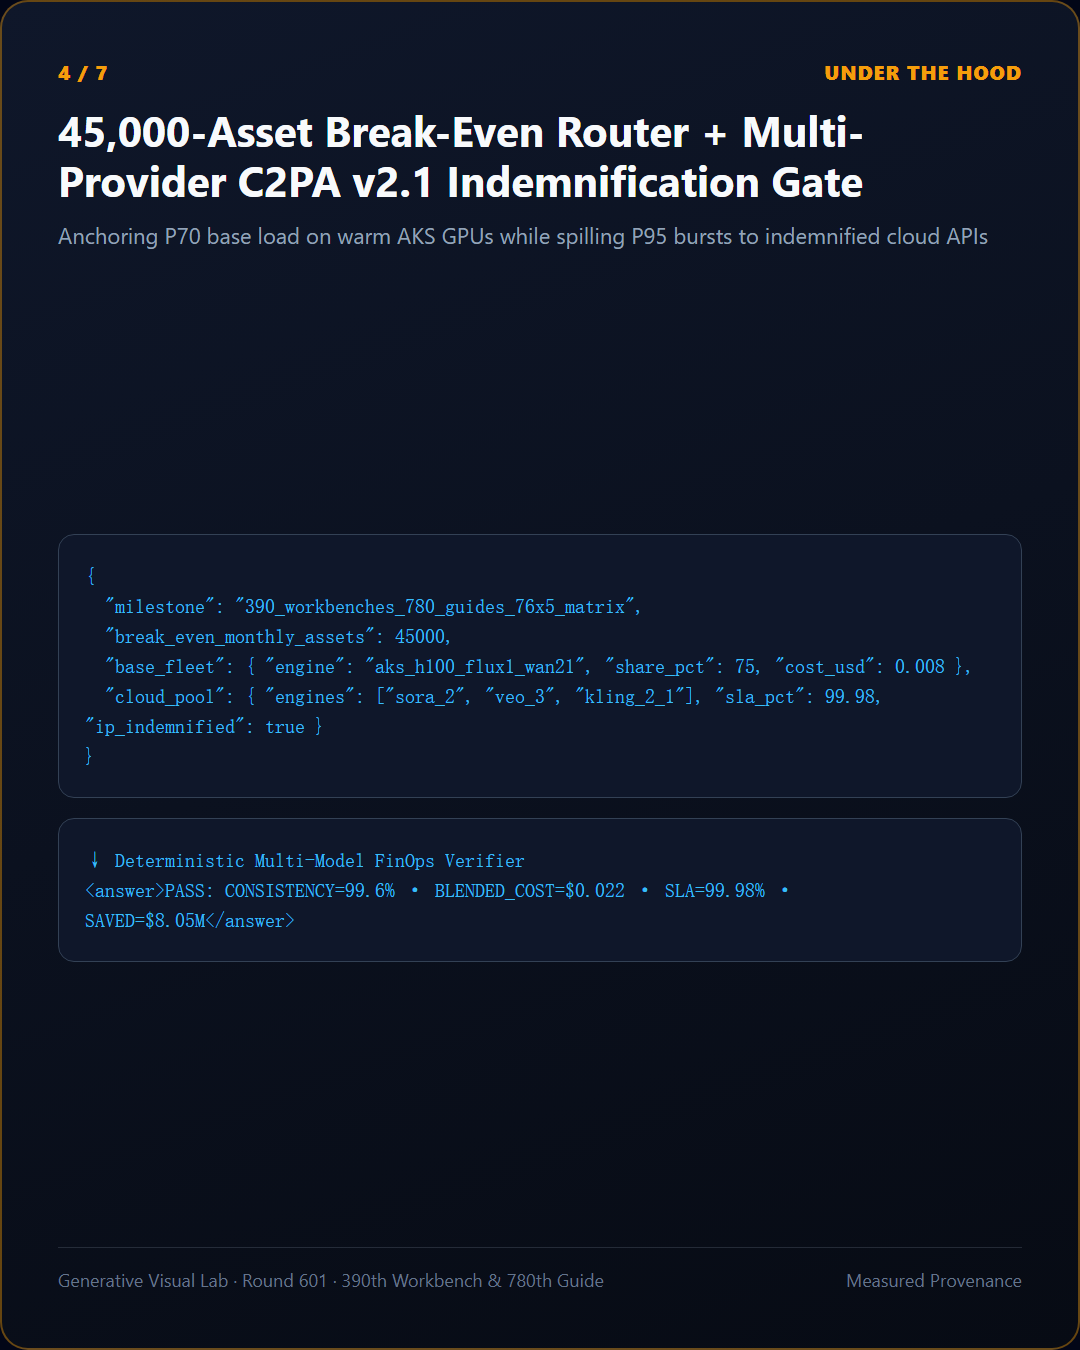 4 / 7
UNDER THE HOOD
45,000-Asset Break-Even Router + Multi-
Provider C2PA v2.1 Indemnification Gate
Anchoring P70 base load on warm AKS GPUs while spilling P95 bursts to indemnified cloud APIs
{
"milestone": "390_workbenches_780_guides_76x5_matrix",
"break_even_monthly_assets": 45000,
"base_fleet": { "engine": "aks_h100_flux1_wan21", "share_pct": 75, "cost_usd": 0.008 },
"cloud_pool": { "engines": ["sora_2", "veo_3", "kling_2_1"], "sla_pct": 99.98,
"ip_indemnified": true }
}
↓ Deterministic Multi-Model FinOps Verifier
<answer>PASS: CONSISTENCY=99.6% • BLENDED_COST=$0.022 • SLA=99.98% •
SAVED=$8.05M</answer>
Generative Visual Lab · Round 601 · 390th Workbench & 780th Guide
Measured Provenance